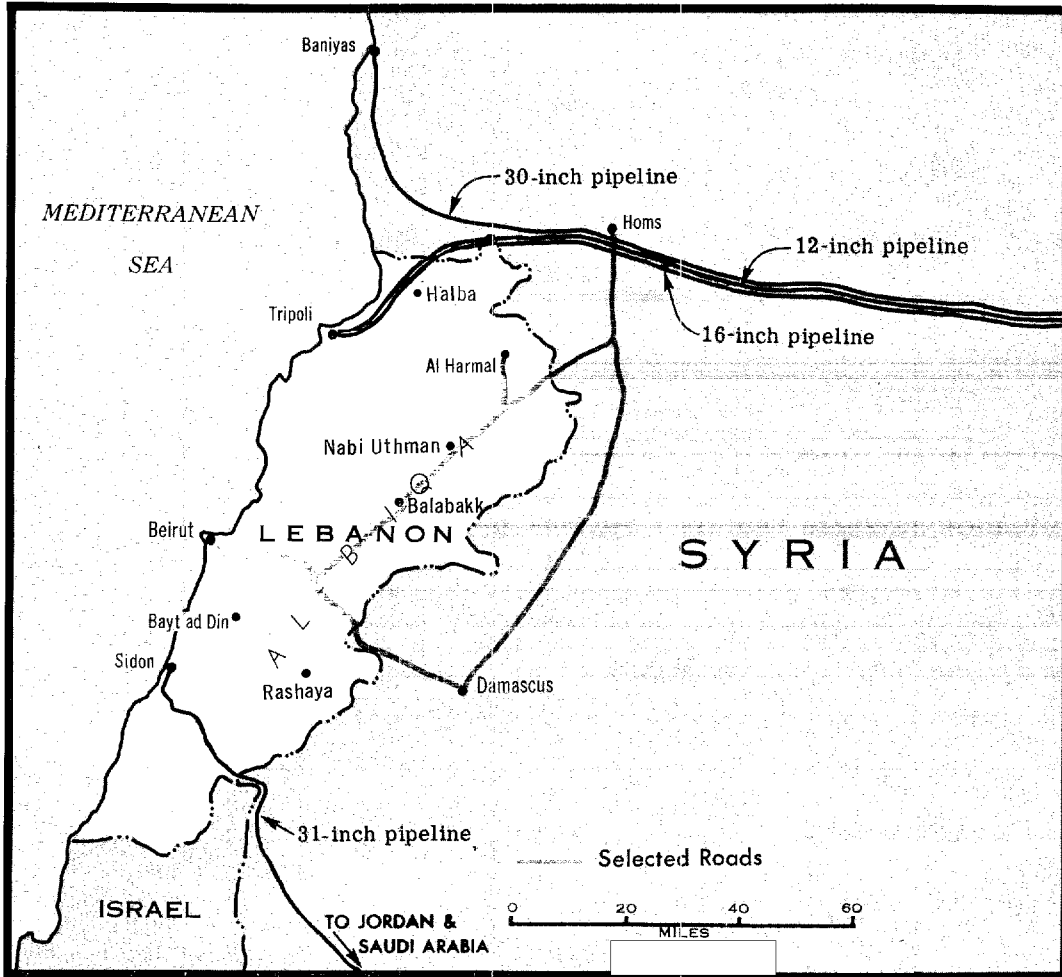 Baniyas
30-inch pipeline
MEDITERRANEAN
SEA
Homs
12-inch pipeline
Halba
Tripoli
16-inch pipeline
Al Harmal
Nabi Uthman
Balabakk
Beirut
LEBANON
SYRIA
AL BIQA
Bayt ad Din
Sidon
Rashaya
Damascus
31-inch pipeline
Selected Roads
ISRAEL
0 20 40 60
MILES
TO JORDAN &
SAUDI ARABIA